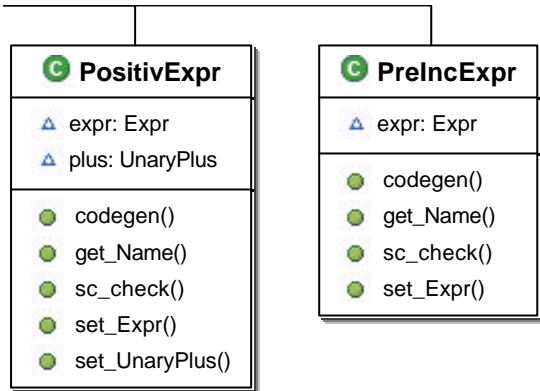 C PositivExpr
expr: Expr
plus: UnaryPlus
codegen()
get_Name()
sc_check()
set_Expr()
set_UnaryPlus()
C PreIncExpr
expr: Expr
codegen()
get_Name()
sc_check()
set_Expr()